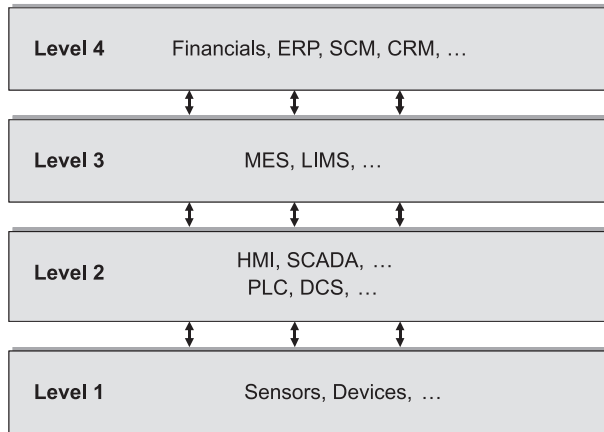 Level 4 Financials, ERP, SCM, CRM, …
Level 3 MES, LIMS, …
HMI, SCADA, …
Level 2
PLC, DCS, …
Level 1 Sensors, Devices, …